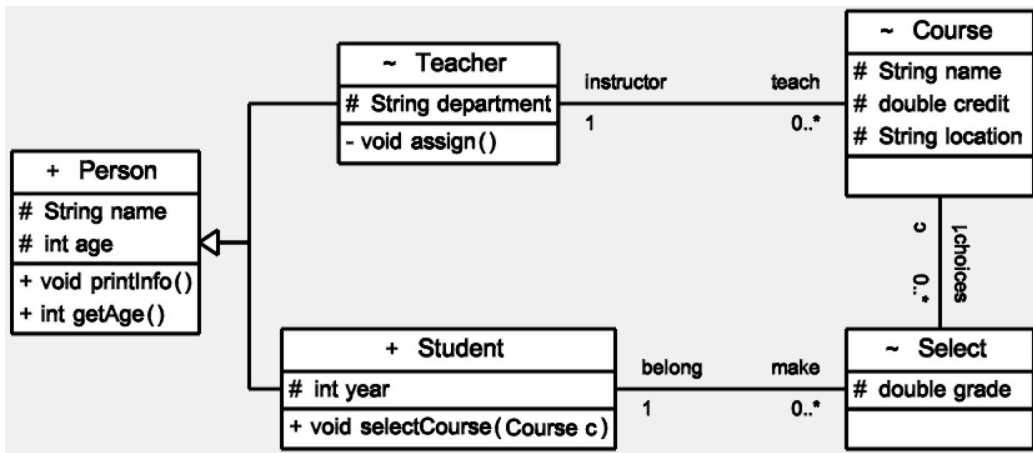 + Person
# String name
# int age
+ void printInfo()
+ int getAge()
~ Teacher
# String department
- void assign()
instructor
1
teach
0..*
~ Course
# String name
# double credit
# String location
c
0..*
choices
+ Student
# int year
+ void selectCourse(Course c)
belong
1
make
0..*
~ Select
# double grade